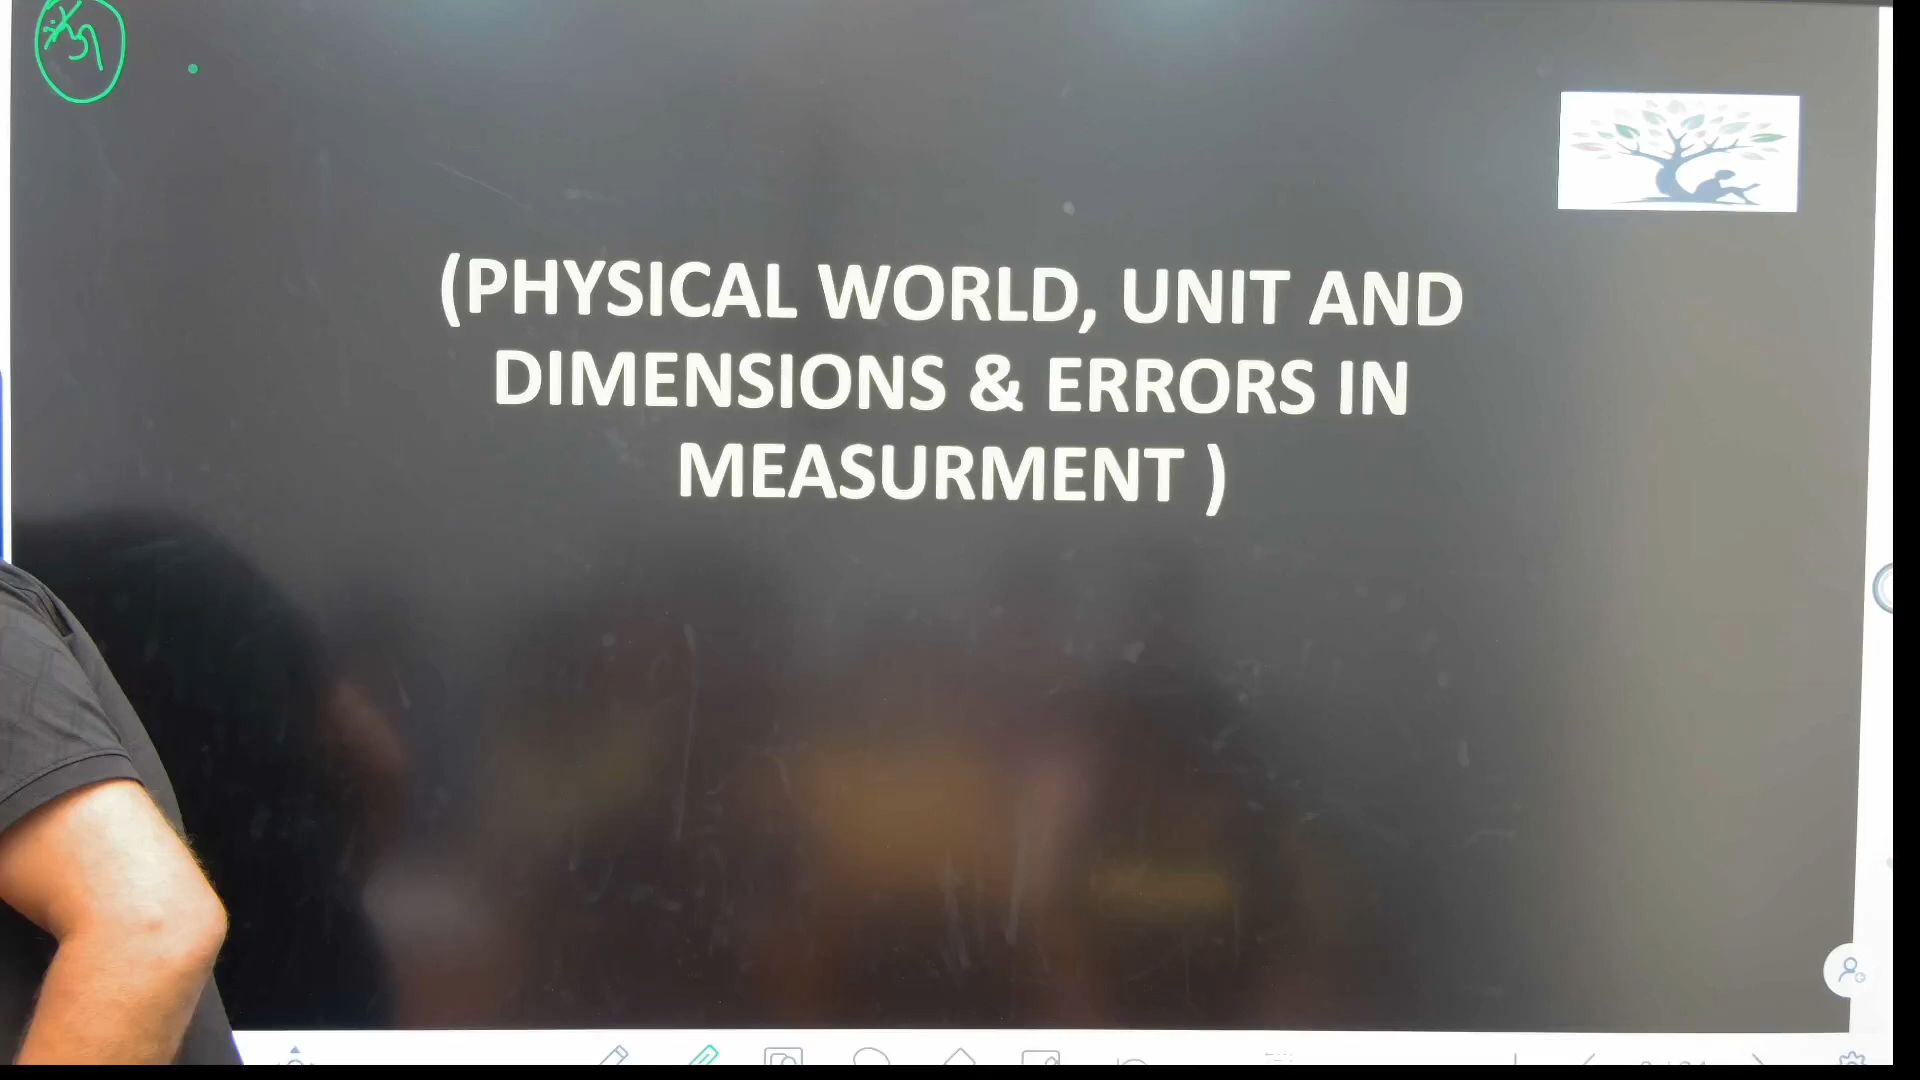 (PHYSICAL WORLD, UNIT AND
DIMENSIONS & ERRORS IN
MEASURMENT )